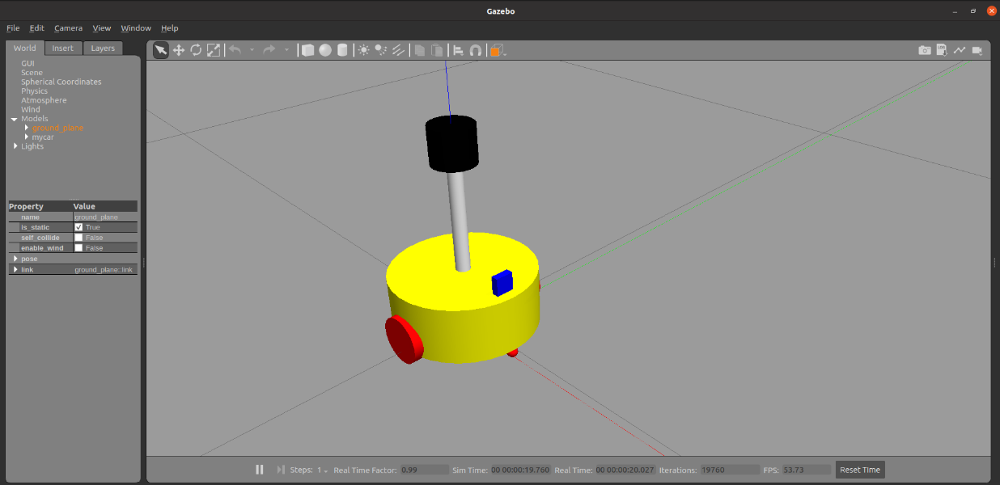 Gazebo
File Edit Camera View Window Help
World Insert Layers
GUI
Scene
Spherical Coordinates
Physics
Atmosphere
Wind
Models
ground_plane
mycar
Lights
Property Value
name ground_plane
is_static True
self_collide False
enable_wind False
pose
link ground_plane::link
LOG
Steps: 1 Real Time Factor: 0.99 Sim Time: 00 00:00:19.760 Real Time: 00 00:00:20.027 Iterations: 19760 FPS: 53.73 Reset Time